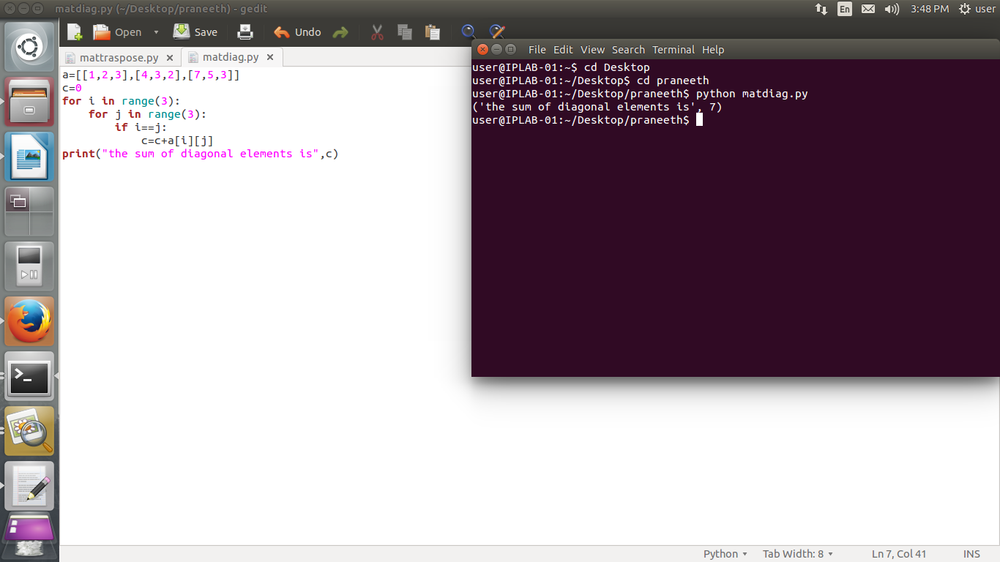 matdiag.py (~/Desktop/praneeth) - gedit
En
3:48 PM
user
Open
Save
Undo
mattraspose.py
matdiag.py
a=[[1,2,3],[4,3,2],[7,5,3]]
c=0
for i in range(3):
    for j in range(3):
        if i==j:
            c=c+a[i][j]
print("the sum of diagonal elements is",c)
File Edit View Search Terminal Help
user@IPLAB-01:~$ cd Desktop
user@IPLAB-01:~/Desktop$ cd praneeth
user@IPLAB-01:~/Desktop/praneeth$ python matdiag.py
('the sum of diagonal elements is', 7)
user@IPLAB-01:~/Desktop/praneeth$
Python
Tab Width: 8
Ln 7, Col 41
INS